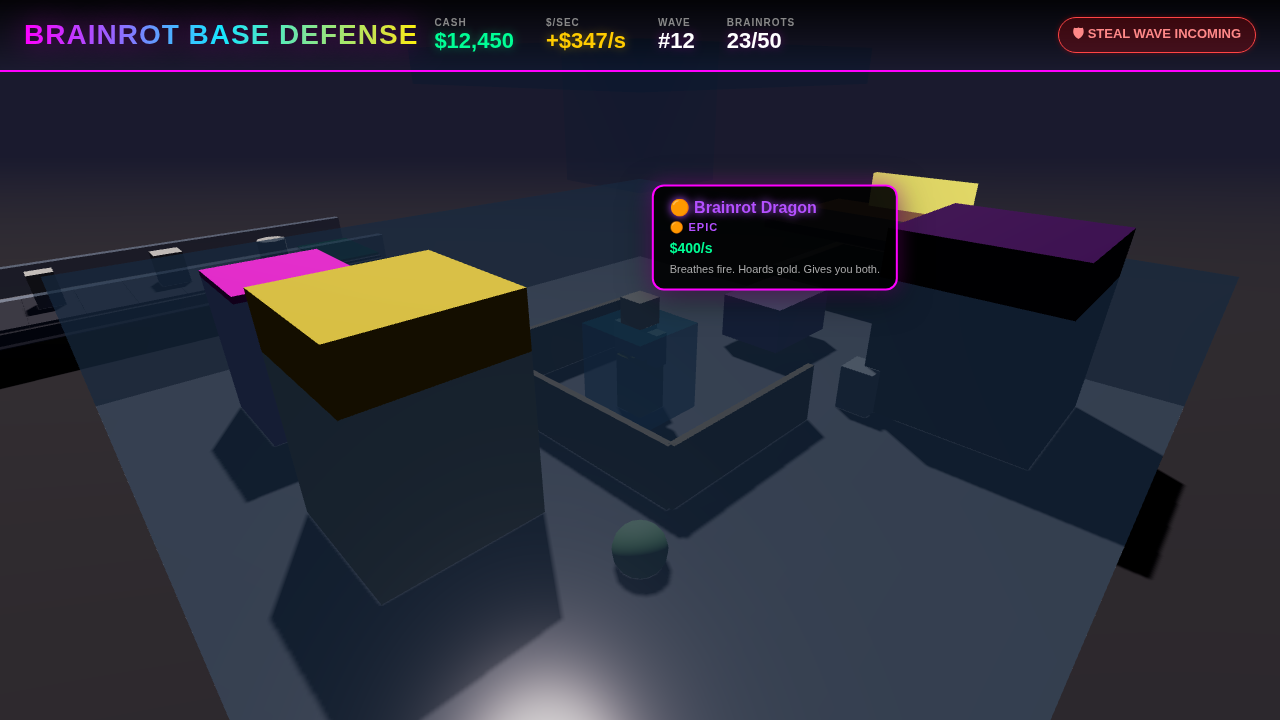 BRAINROT BASE DEFENSE
CASH
$12,450
$/SEC
+$347/s
WAVE
#12
BRAINROTS
23/50
STEAL WAVE INCOMING
Brainrot Dragon
EPIC
$400/s
Breathes fire. Hoards gold. Gives you both.